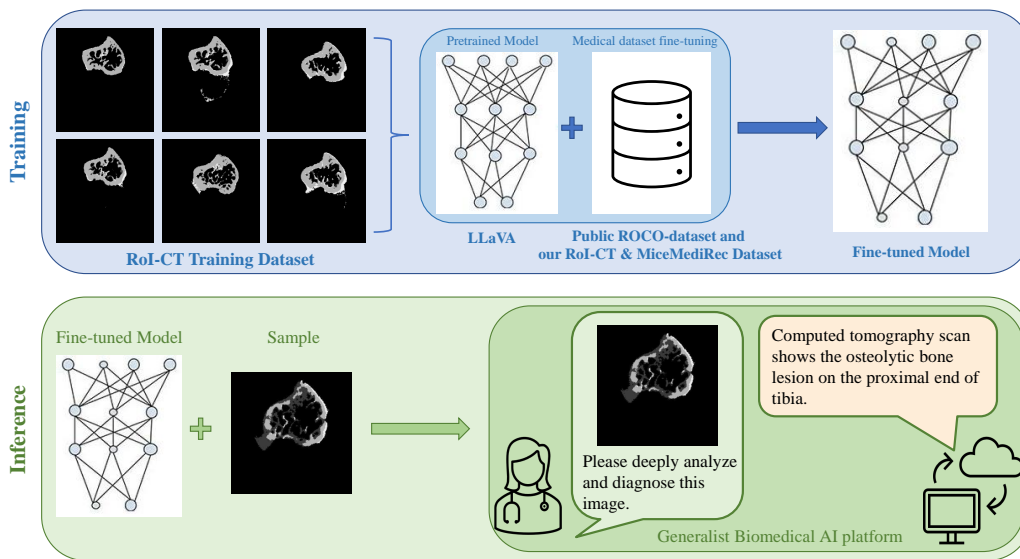 Training
Pretrained Model
Medical dataset fine-tuning
LLaVA
Public ROCO-dataset and
our RoI-CT & MiceMediRec Dataset
RoI-CT Training Dataset
Fine-tuned Model
Inference
Fine-tuned Model
Sample
Please deeply analyze
and diagnose this
image.
Computed tomography scan
shows the osteolytic bone
lesion on the proximal end of
tibia.
Generalist Biomedical AI platform